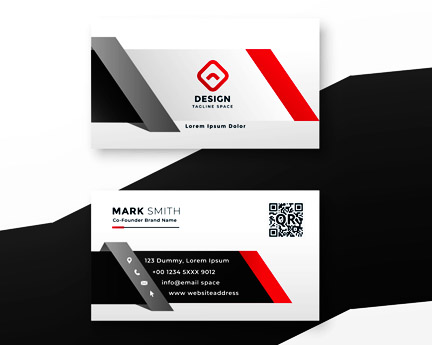 DESIGN
TAGLINE SPACE
Lorem Ipsum Dolor
MARK SMITH
Co-Founder Brand Name
QR
123 Dummy, Lorem Ipsum
+00 1234 5XXX 9012
info@email space
www.websiteaddress